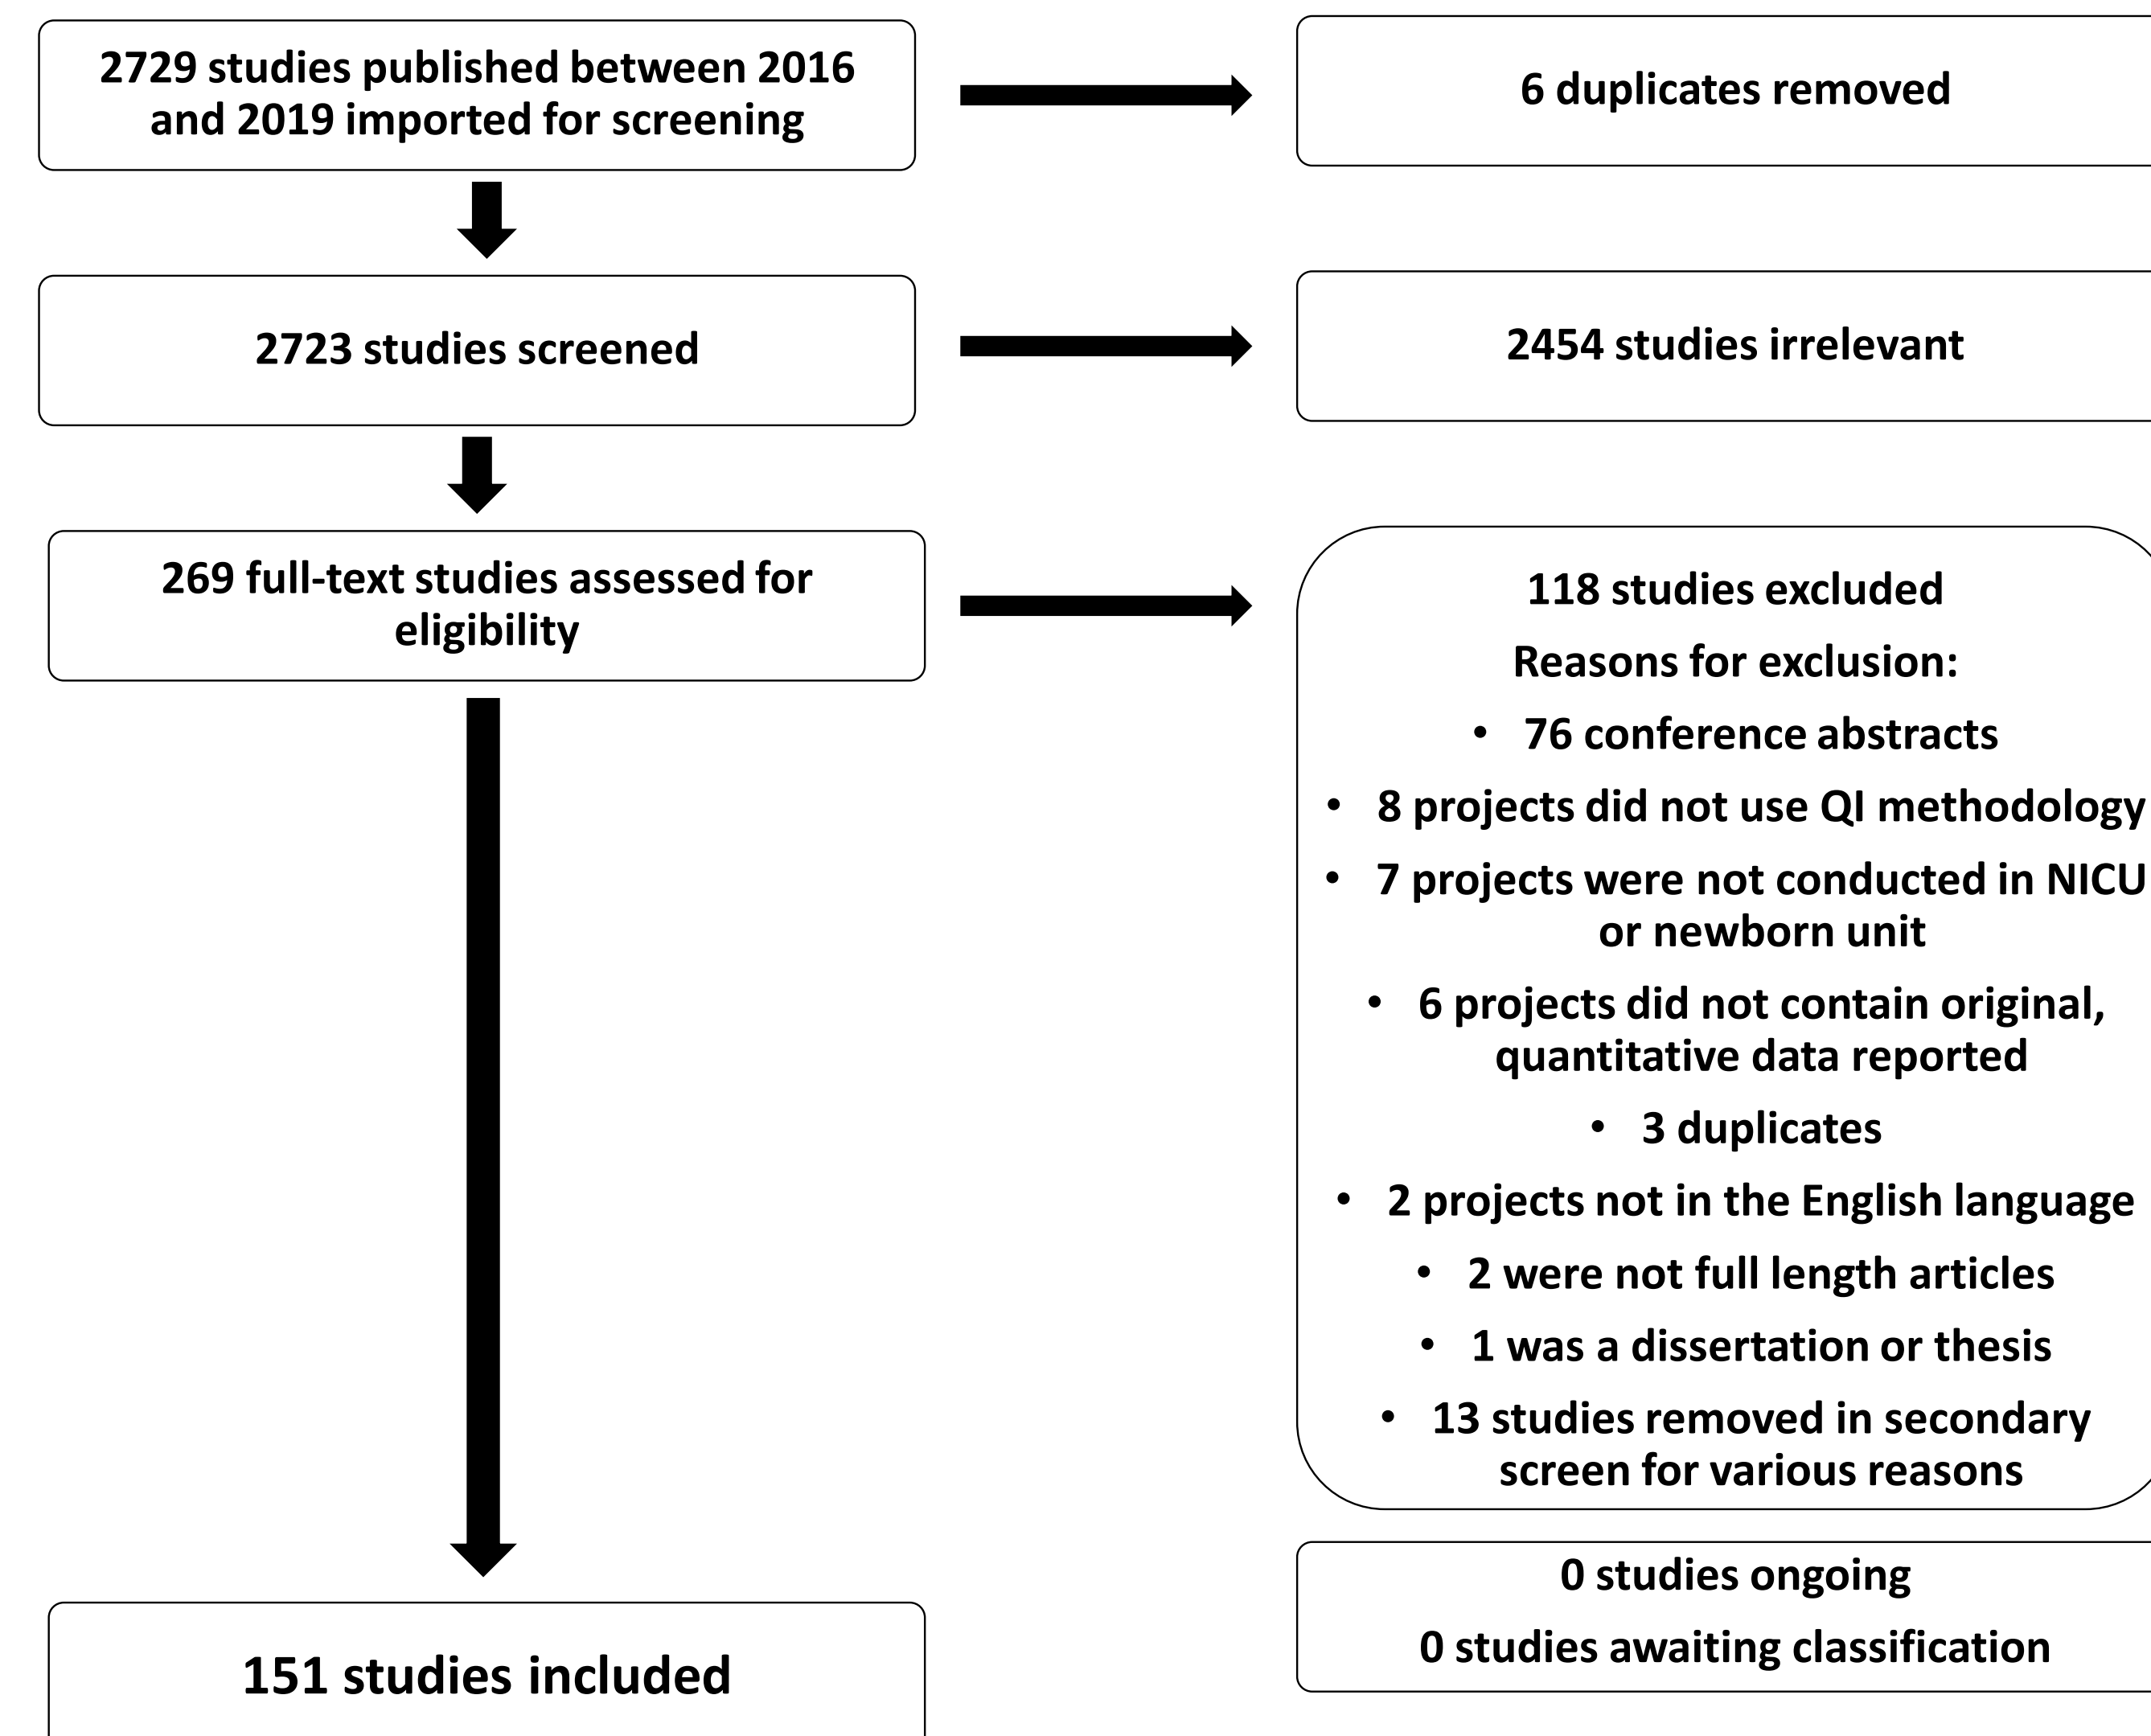 2729 studies published between 2016
and 2019 imported for screening
6 duplicates removed
2723 studies screened
2454 studies irrelevant
269 full-text studies assessed for
eligibility
118 studies excluded
Reasons for exclusion:
• 76 conference abstracts
• 8 projects did not use QI methodology
• 7 projects were not conducted in NICU
or newborn unit
• 6 projects did not contain original,
quantitative data reported
• 3 duplicates
• 2 projects not in the English language
• 2 were not full length articles
• 1 was a dissertation or thesis
• 13 studies removed in secondary
screen for various reasons
0 studies ongoing
0 studies awaiting classification
151 studies included